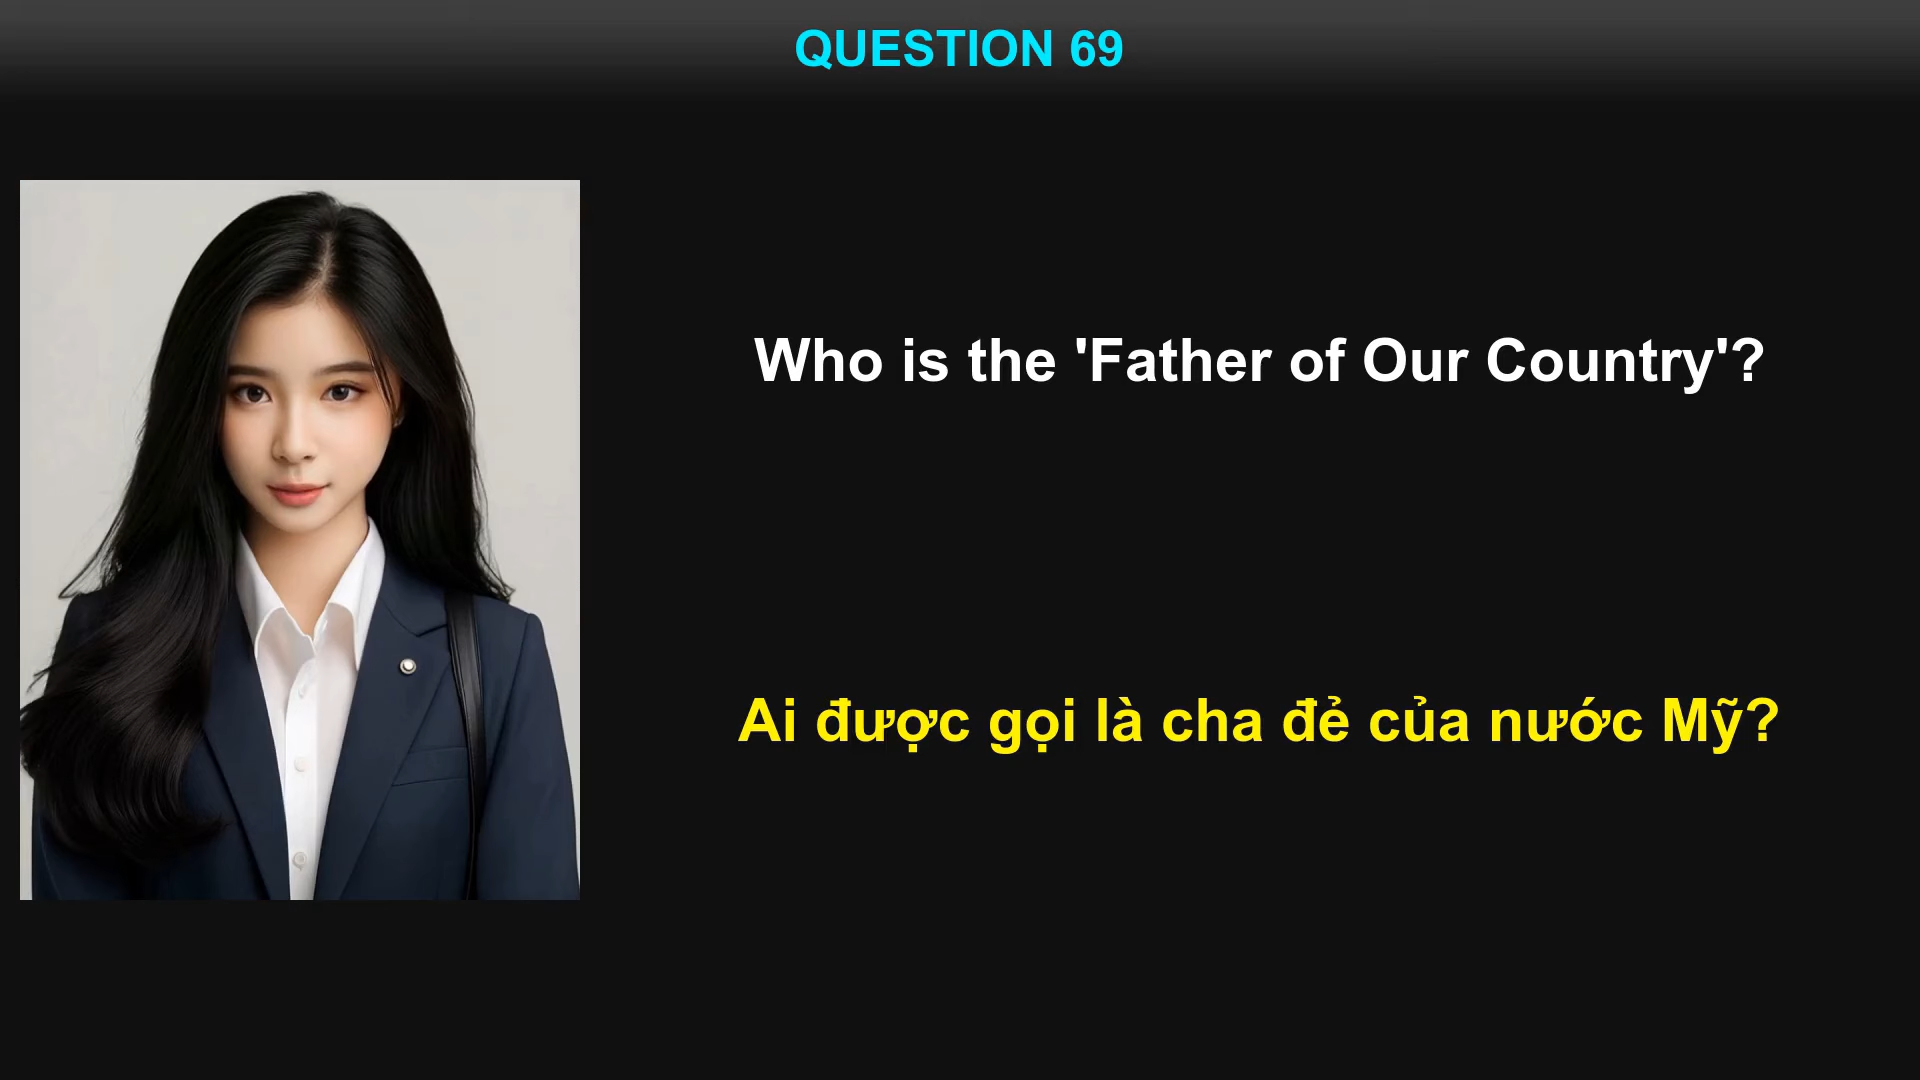 QUESTION 69
Who is the 'Father of Our Country'?
Ai được gọi là cha đẻ của nước Mỹ?